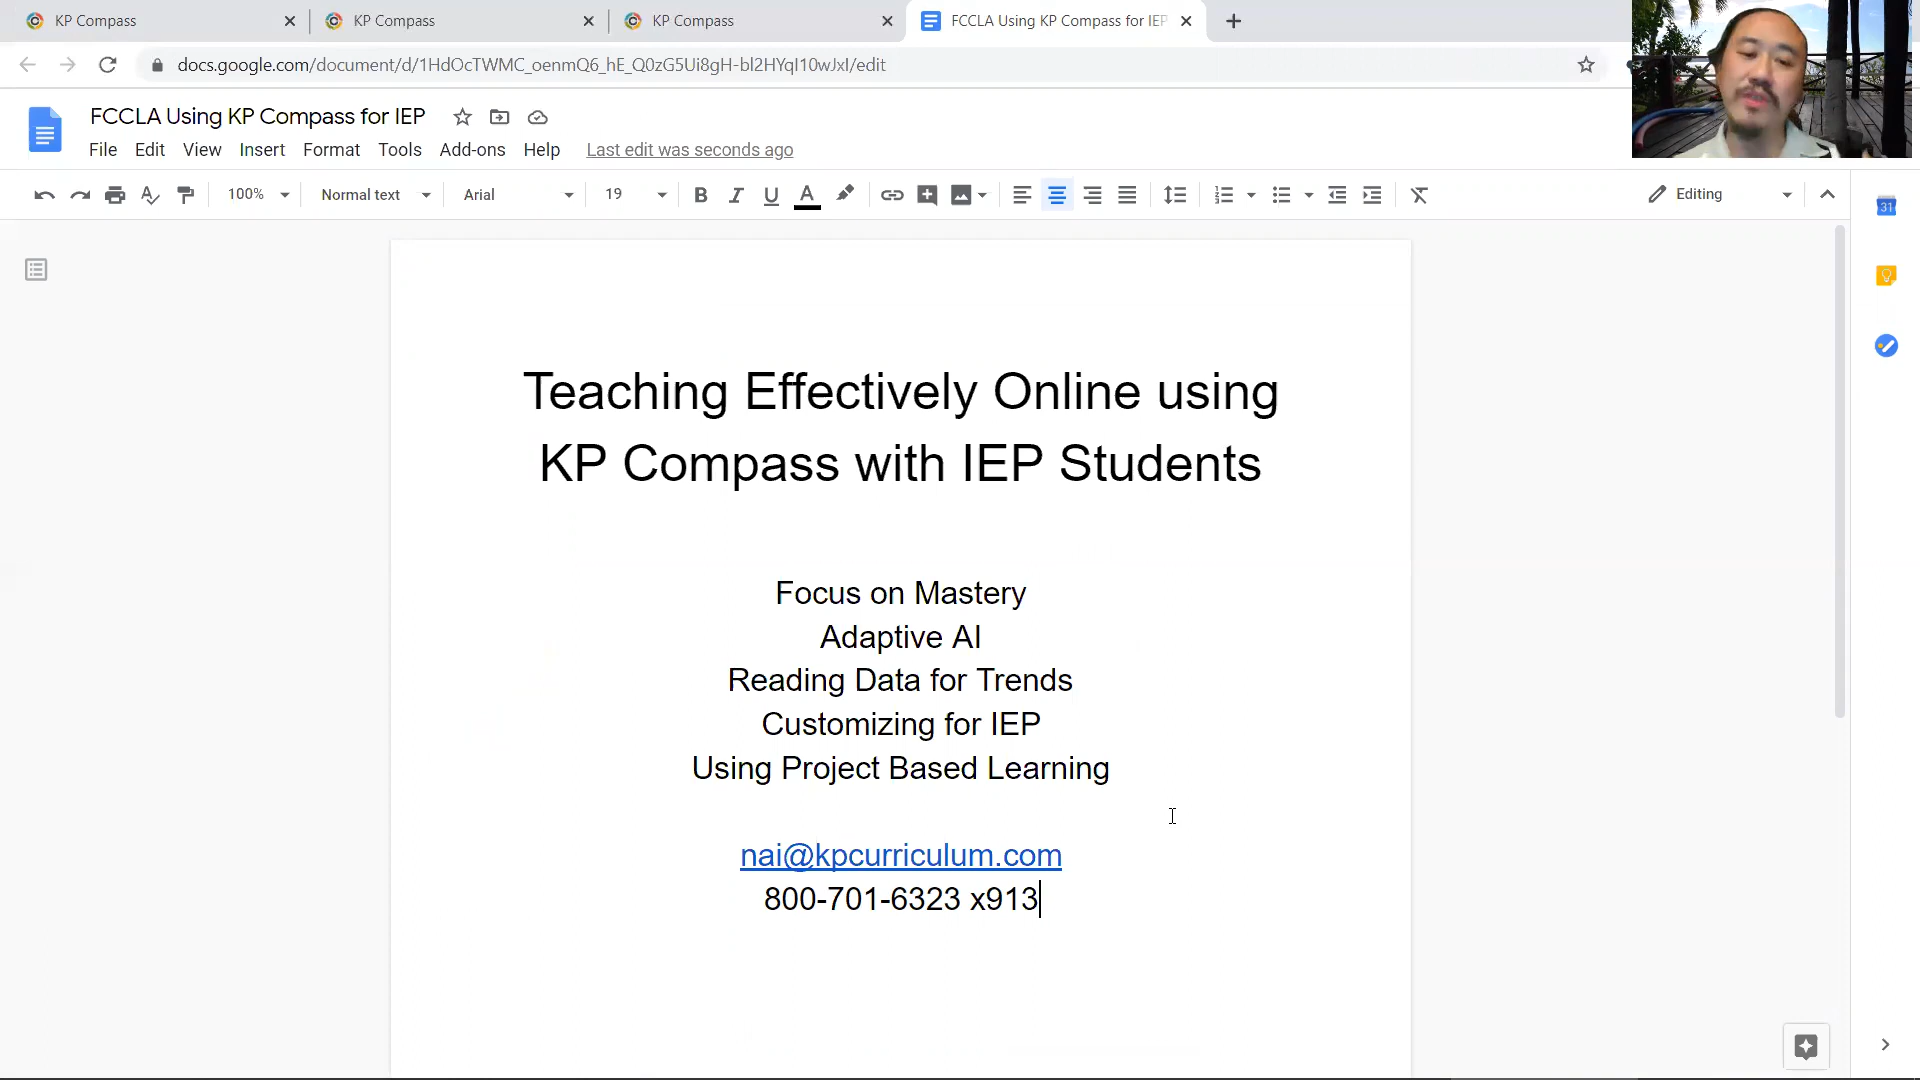 KP Compass
KP Compass
KP Compass
FCCLA Using KP Compass for IEP
docs.google.com/document/d/1HdOcTWMC_oenmQ6_hE_Q0zG5Ui8gH-bl2HYqI10wJxI/edit
FCCLA Using KP Compass for IEP
File Edit View Insert Format Tools Add-ons Help Last edit was seconds ago
100% Normal text Arial 19 B I U A Editing
31
Teaching Effectively Online using
KP Compass with IEP Students
Focus on Mastery
Adaptive AI
Reading Data for Trends
Customizing for IEP
Using Project Based Learning
nai@kpcurriculum.com
800-701-6323 x913